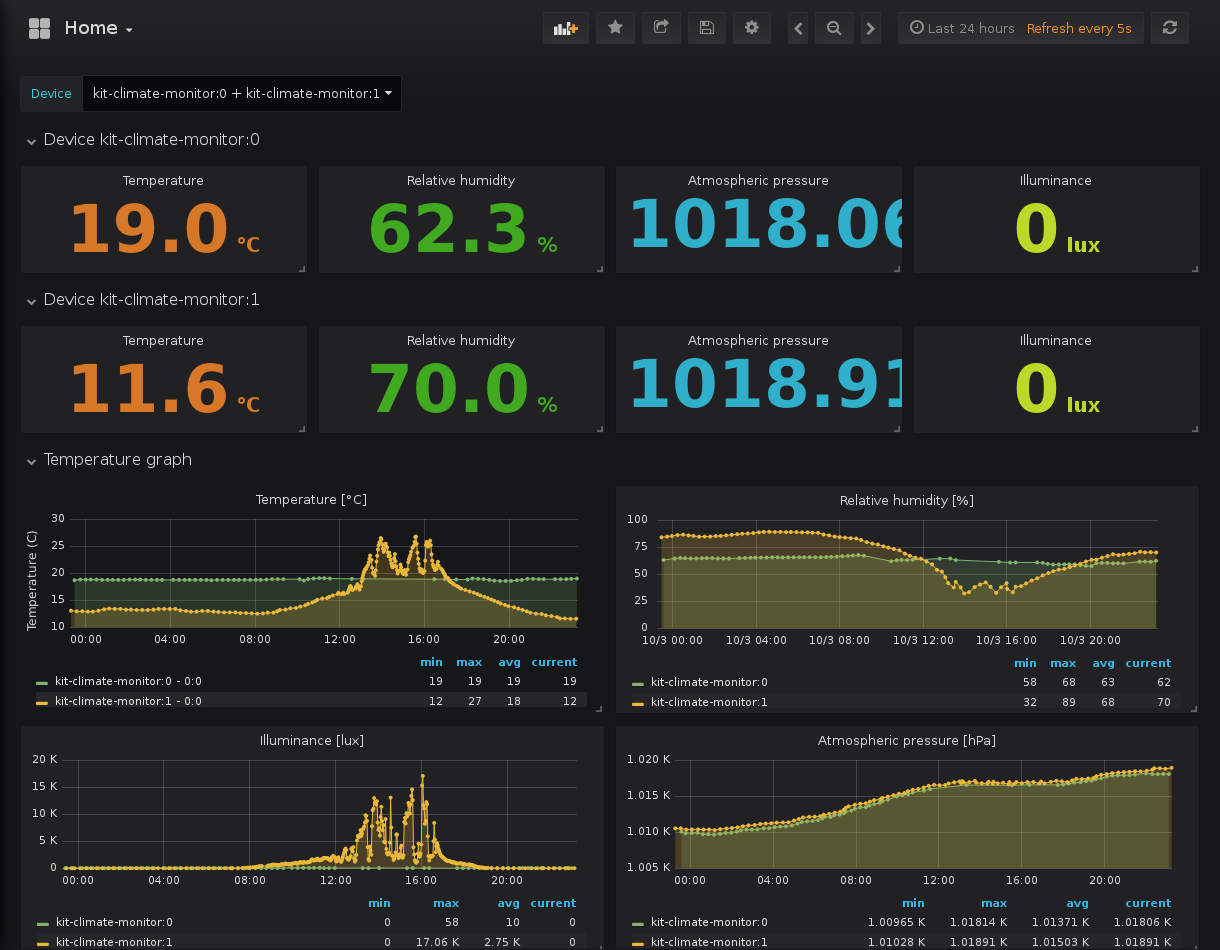 Home
Last 24 hours Refresh every 5s
Device kit-climate-monitor:0 + kit-climate-monitor:1
Device kit-climate-monitor:0
Temperature Relative humidity Atmospheric pressure Illuminance
19.0 °C 62.3 % 1018.06 0 lux
Device kit-climate-monitor:1
Temperature Relative humidity Atmospheric pressure Illuminance
11.6 °C 70.0 % 1018.91 0 lux
Temperature graph
Temperature [°C]
Temperature (C)
30
25
20
15
10
00:00 04:00 08:00 12:00 16:00 20:00
min max avg current
kit-climate-monitor:0 - 0:0 19 19 19 19
kit-climate-monitor:1 - 0:0 12 27 18 12
Relative humidity [%]
100
75
50
25
0
10/3 00:00 10/3 04:00 10/3 08:00 10/3 12:00 10/3 16:00 10/3 20:00
min max avg current
kit-climate-monitor:0 58 68 63 62
kit-climate-monitor:1 32 89 68 70
Illuminance [lux]
20 K
15 K
10 K
5 K
0
00:00 04:00 08:00 12:00 16:00 20:00
min max avg current
kit-climate-monitor:0 0 58 10 0
kit-climate-monitor:1 0 17.06 K 2.75 K 0
Atmospheric pressure [hPa]
1.020 K
1.015 K
1.010 K
1.005 K
00:00 04:00 08:00 12:00 16:00 20:00
min max avg current
kit-climate-monitor:0 1.00965 K 1.01814 K 1.01371 K 1.01806 K
kit-climate-monitor:1 1.01028 K 1.01891 K 1.01503 K 1.01891 K